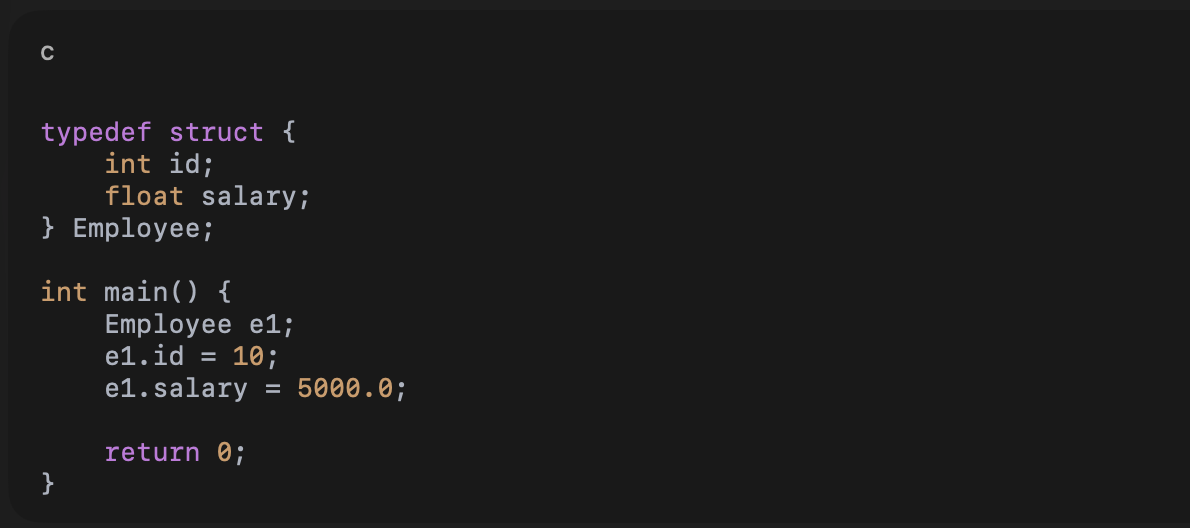 c
typedef struct {
    int id;
    float salary;
} Employee;
int main() {
    Employee e1;
    e1.id = 10;
    e1.salary = 5000.0;
    return 0;
}